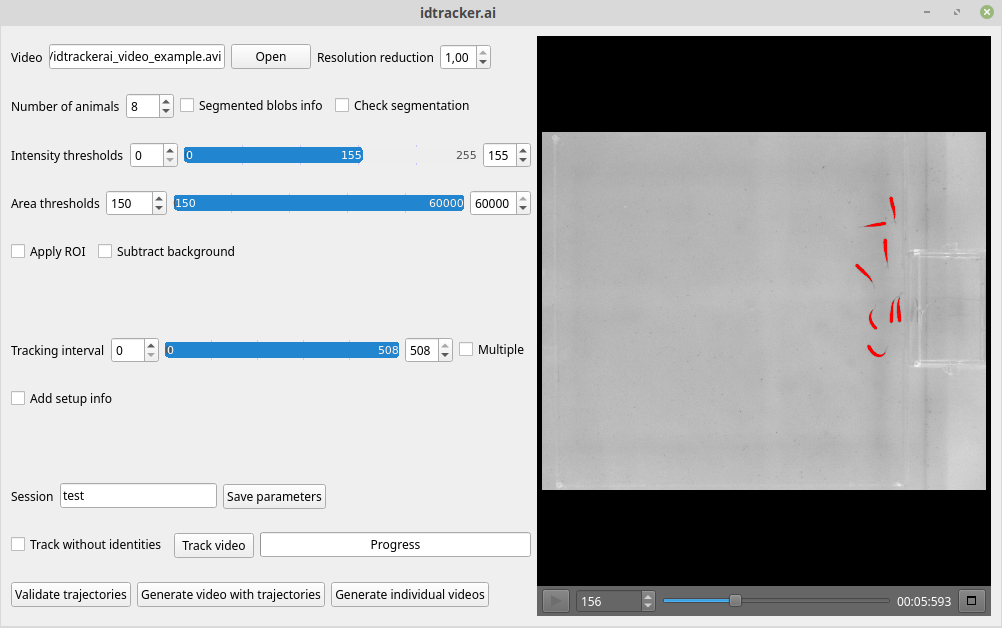 idtracker.ai
Video /idtrackerai_video_example.avi Open Resolution reduction 1,00
Number of animals 8 Segmented blobs info Check segmentation
Intensity thresholds 0 0 155 255 155
Area thresholds 150 150 60000 60000
Apply ROI Subtract background
Tracking interval 0 0 508 508 Multiple
Add setup info
Session test Save parameters
Track without identities Track video Progress
Validate trajectories Generate video with trajectories Generate individual videos
156 00:05:593